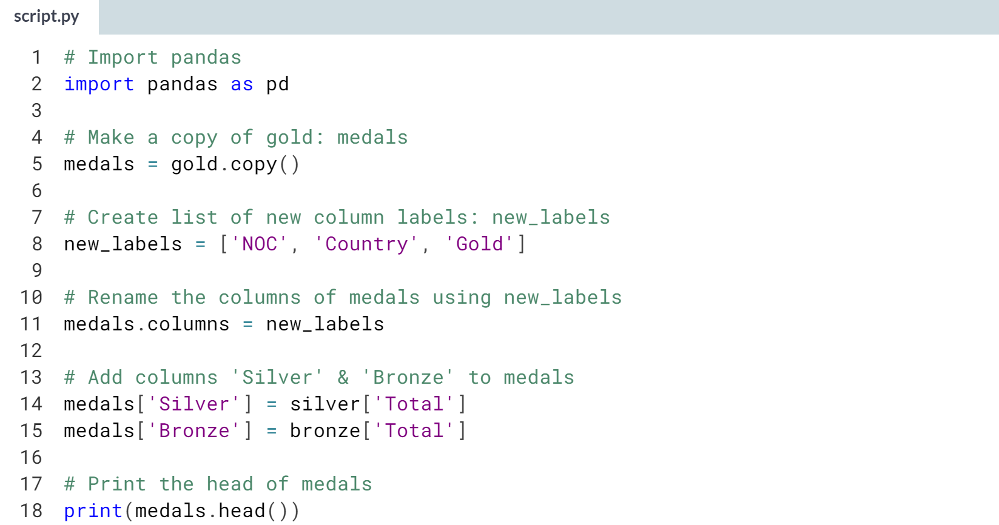 script.py
1 # Import pandas
2 import pandas as pd
3
4 # Make a copy of gold: medals
5 medals = gold.copy()
6
7 # Create list of new column labels: new_labels
8 new_labels = ['NOC', 'Country', 'Gold']
9
10 # Rename the columns of medals using new_labels
11 medals.columns = new_labels
12
13 # Add columns 'Silver' & 'Bronze' to medals
14 medals['Silver'] = silver['Total']
15 medals['Bronze'] = bronze['Total']
16
17 # Print the head of medals
18 print(medals.head())